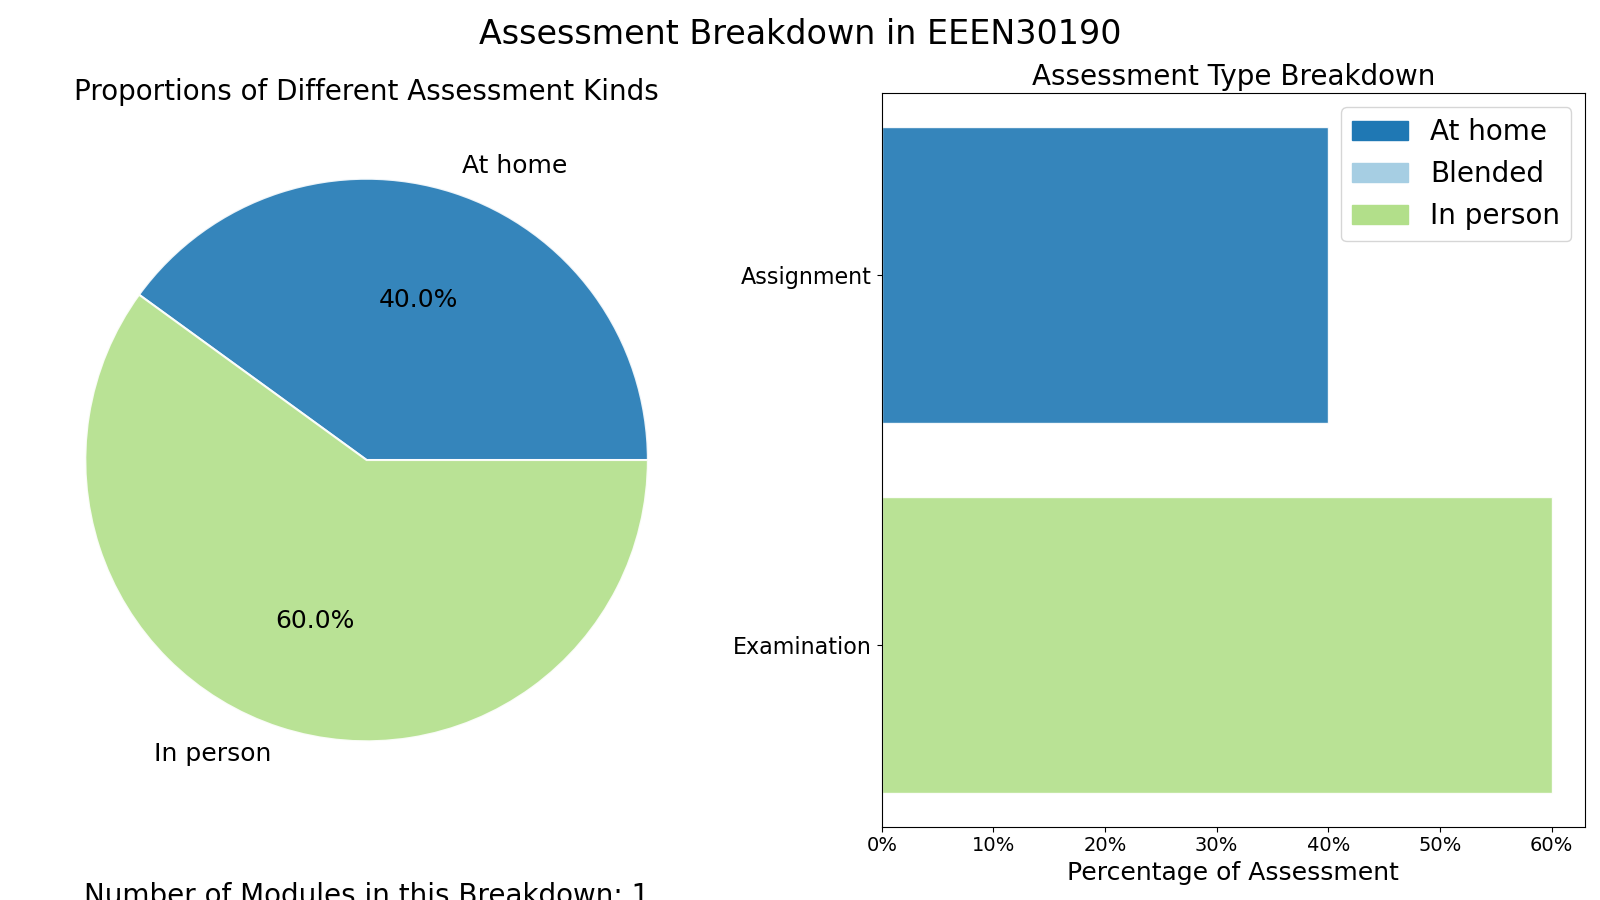 Assessment Breakdown in EEEN30190
Proportions of Different Assessment Kinds
At home
40.0%
60.0%
In person
Number of Modules in this Breakdown: 1
Assessment Type Breakdown
At home
Blended
In person
Assignment
Examination
0% 10% 20% 30% 40% 50% 60%
Percentage of Assessment